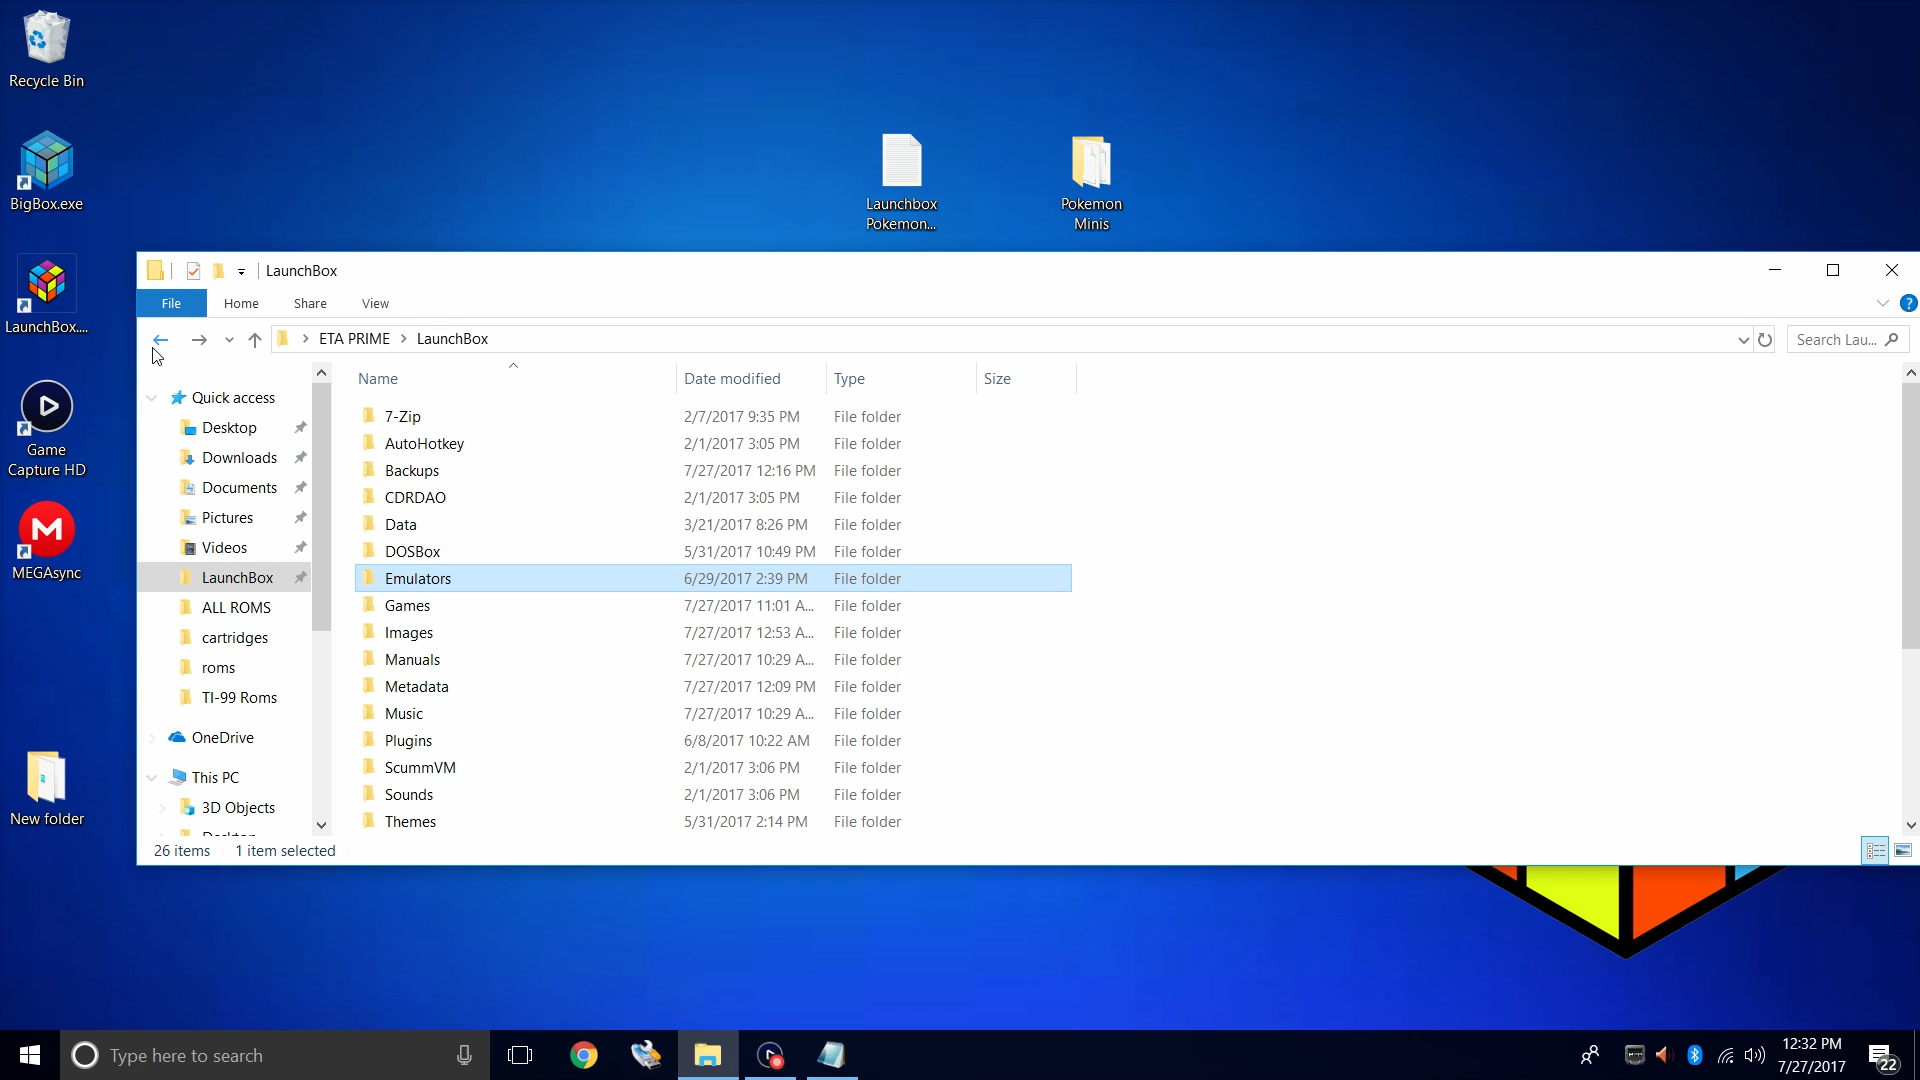 Recycle Bin
BigBox.exe
LaunchBox....
Game
Capture HD
MEGAsync
New folder
Launchbox
Pokemon...
Pokemon
Minis
LaunchBox
File Home Share View
ETA PRIME > LaunchBox
Search Lau...
Quick access
Desktop
Downloads
Documents
Pictures
Videos
LaunchBox
ALL ROMS
cartridges
roms
TI-99 Roms
OneDrive
This PC
3D Objects
Desktop
Name Date modified Type Size
7-Zip 2/7/2017 9:35 PM File folder
AutoHotkey 2/1/2017 3:05 PM File folder
Backups 7/27/2017 12:16 PM File folder
CDRDAO 2/1/2017 3:05 PM File folder
Data 3/21/2017 8:26 PM File folder
DOSBox 5/31/2017 10:49 PM File folder
Emulators 6/29/2017 2:39 PM File folder
Games 7/27/2017 11:01 A... File folder
Images 7/27/2017 12:53 A... File folder
Manuals 7/27/2017 10:29 A... File folder
Metadata 7/27/2017 12:09 PM File folder
Music 7/27/2017 10:29 A... File folder
Plugins 6/8/2017 10:22 AM File folder
ScummVM 2/1/2017 3:06 PM File folder
Sounds 2/1/2017 3:06 PM File folder
Themes 5/31/2017 2:14 PM File folder
26 items 1 item selected
Type here to search
12:32 PM
7/27/2017
22